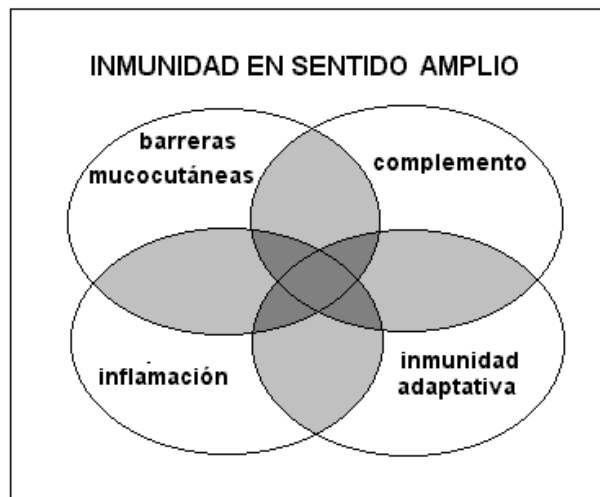 INMUNIDAD EN SENTIDO AMPLIO
barreras
mucocutáneas
complemento
inflamación
inmunidad
adaptativa